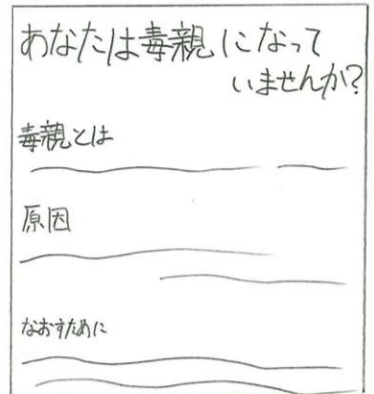 あなたは毒親になって
いませんか?
毒親とは
原因
なおすために